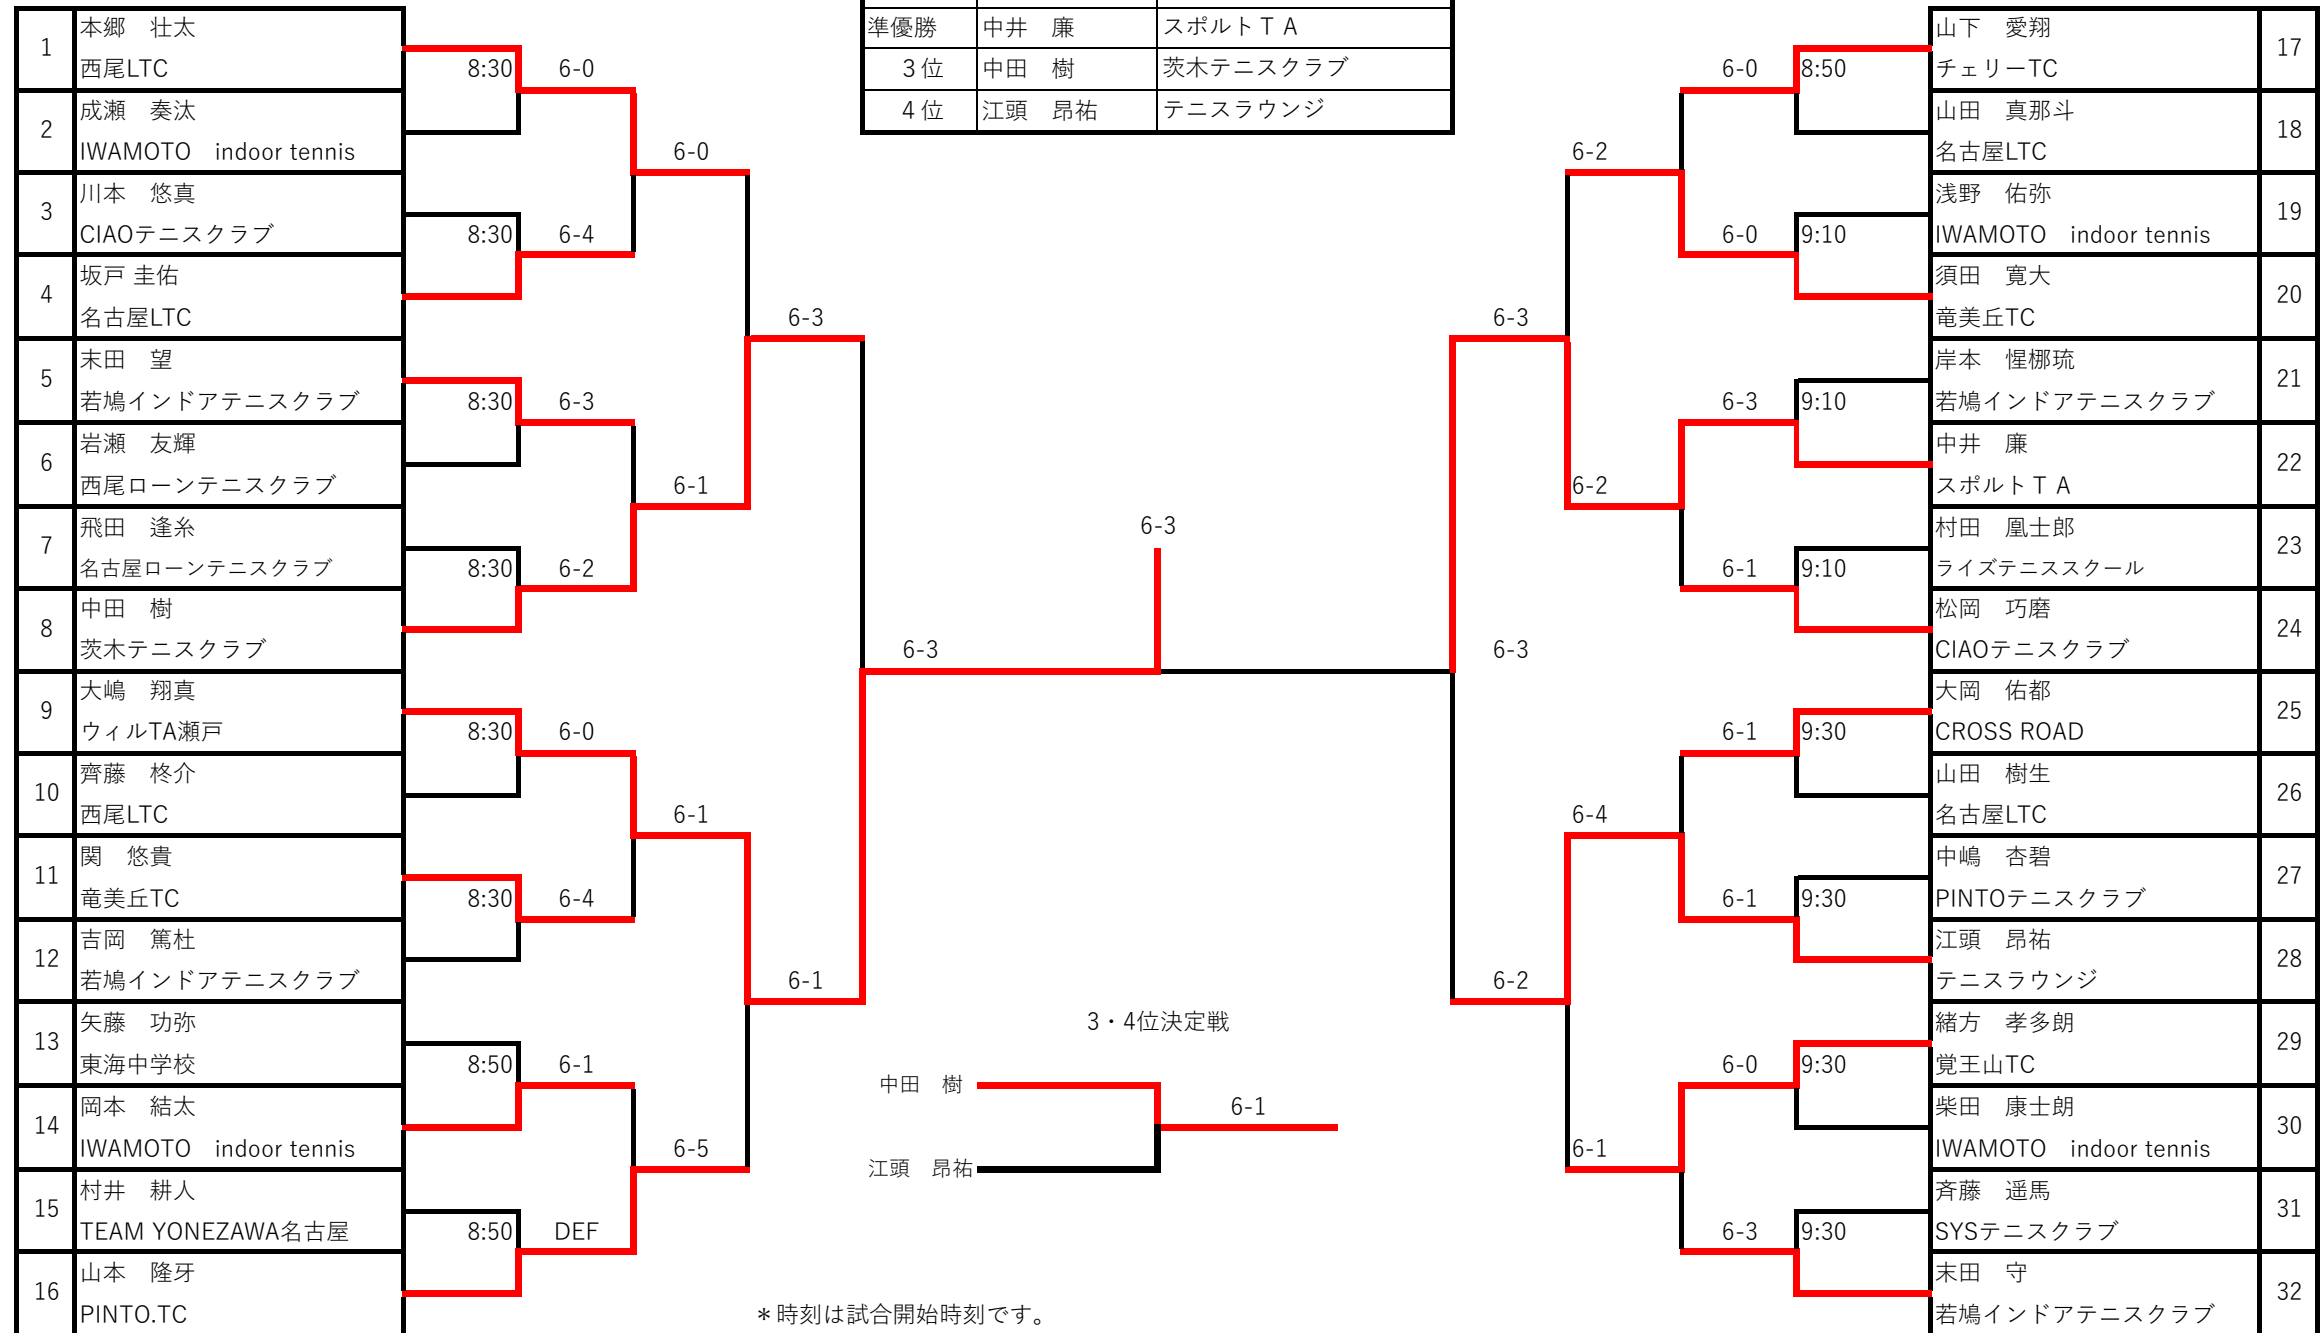 準優勝 中井　廉 スポルトＴＡ
３位 中田　樹 茨木テニスクラブ
４位 江頭　昂祐 テニスラウンジ
1 本郷　壮太
西尾LTC
8:30 6-0
2 成瀬　奏汰
IWAMOTO　indoor tennis
6-0
3 川本　悠真
CIAOテニスクラブ
8:30 6-4
4 坂戸 圭佑
名古屋LTC
6-3
5 末田　望
若鳩インドアテニスクラブ
8:30 6-3
6 岩瀬　友輝
西尾ローンテニスクラブ
6-1
7 飛田　逢糸
名古屋ローンテニスクラブ
8:30 6-2
8 中田　樹
茨木テニスクラブ
6-3
9 大嶋　翔真
ウィルTA瀬戸
8:30 6-0
10 齊藤　柊介
西尾LTC
6-1
11 関　悠貴
竜美丘TC
8:30 6-4
12 吉岡　篤杜
若鳩インドアテニスクラブ
6-1
13 矢藤　功弥
東海中学校
8:50 6-1
14 岡本　結太
IWAMOTO　indoor tennis
6-5
15 村井　耕人
TEAM YONEZAWA名古屋
8:50 DEF
16 山本　隆牙
PINTO.TC
6-3
3・4位決定戦
中田　樹
6-1
江頭　昂祐
＊時刻は試合開始時刻です。
山下　愛翔 17
チェリーTC
6-0 8:50
山田　真那斗 18
名古屋LTC
6-2
浅野　佑弥 19
IWAMOTO　indoor tennis
6-0 9:10
須田　寛大 20
竜美丘TC
6-3
岸本　惺梛琉 21
若鳩インドアテニスクラブ
6-3 9:10
中井　廉 22
スポルトＴＡ
6-2
村田　凰士郎 23
ライズテニススクール
6-1 9:10
松岡　巧磨 24
CIAOテニスクラブ
6-3
大岡　佑都 25
CROSS ROAD
6-1 9:30
山田　樹生 26
名古屋LTC
6-4
中嶋　杏碧 27
PINTOテニスクラブ
6-1 9:30
江頭　昂祐 28
テニスラウンジ
6-2
緒方　孝多朗 29
覚王山TC
6-0 9:30
柴田　康士朗 30
IWAMOTO　indoor tennis
6-1
斉藤　遥馬 31
SYSテニスクラブ
6-3 9:30
末田　守 32
若鳩インドアテニスクラブ